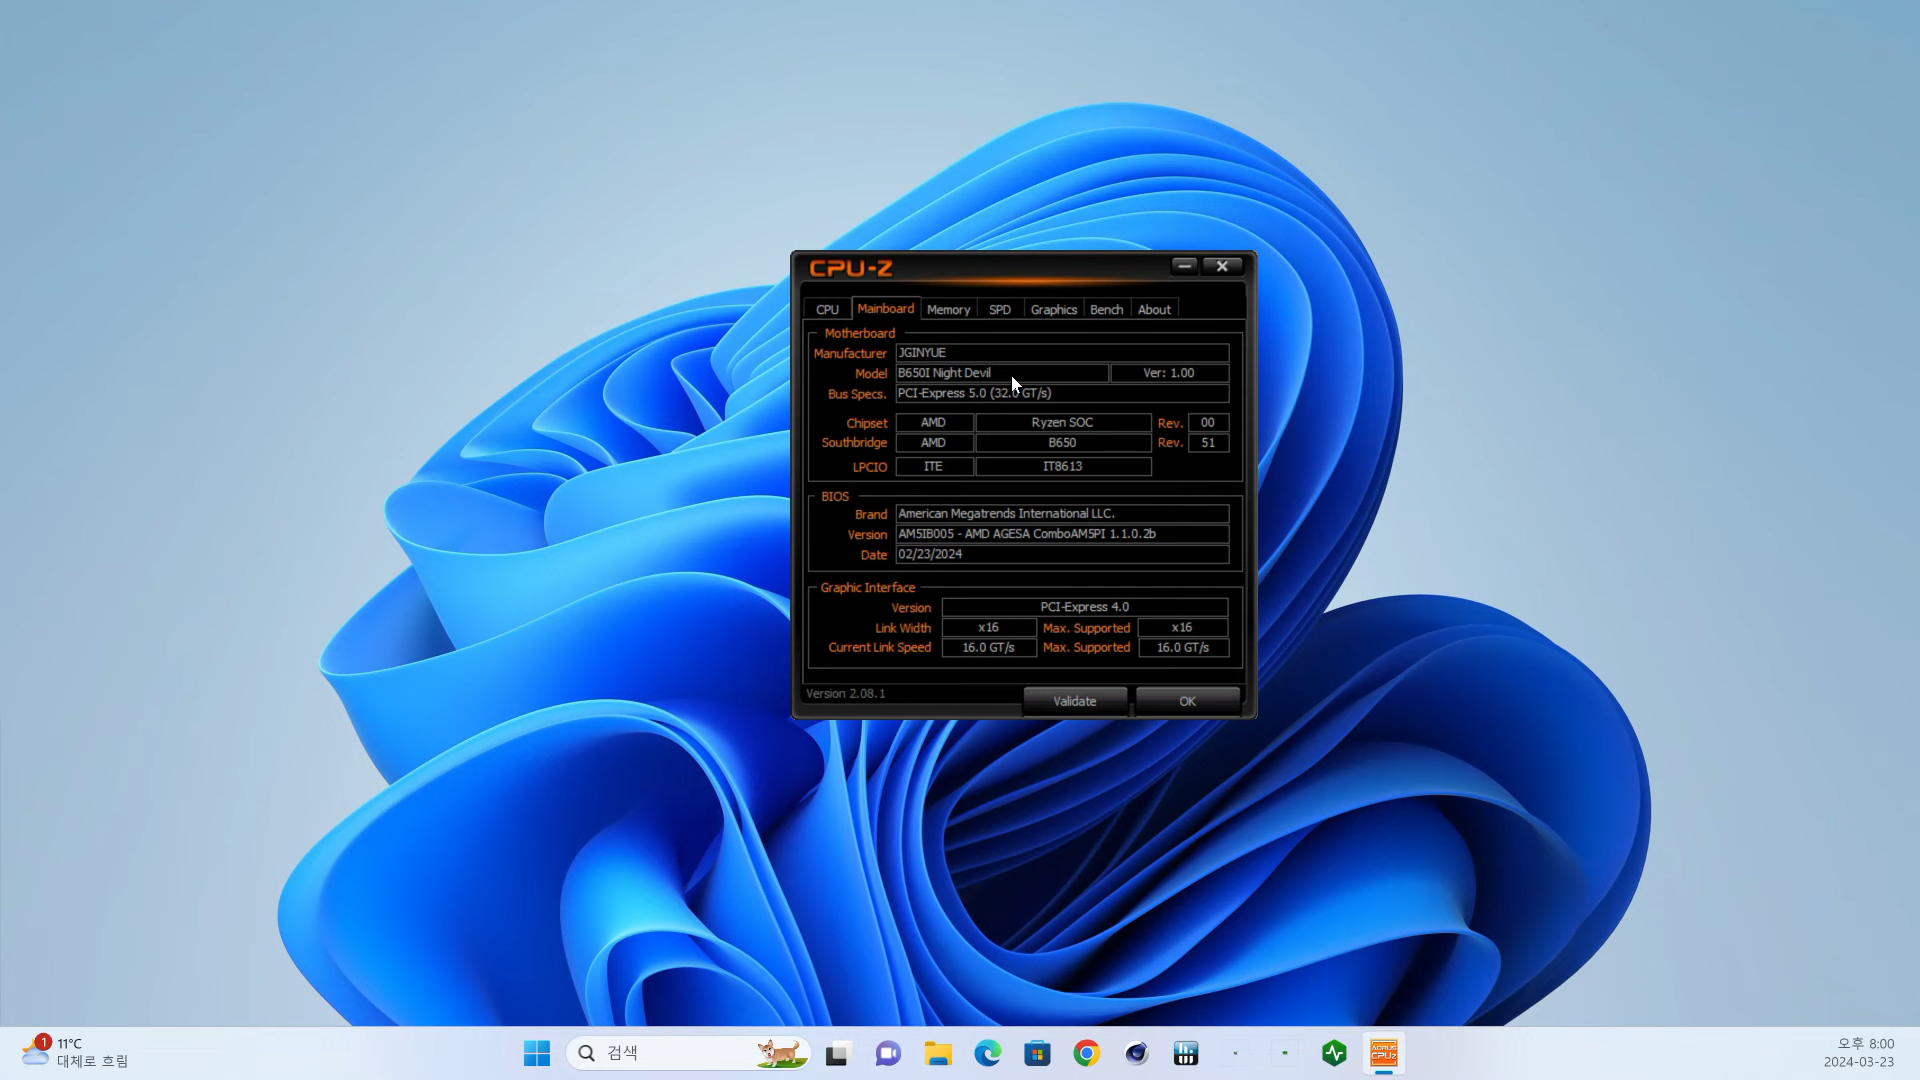 CPU-Z
CPU Mainboard Memory SPD Graphics Bench About
Motherboard
Manufacturer JGINYUE
Model B650I Night Devil Ver: 1.00
Bus Specs. PCI-Express 5.0 (32.0 GT/s)
Chipset AMD Ryzen SOC Rev. 00
Southbridge AMD B650 Rev. 51
LPCIO ITE IT8613
BIOS
Brand American Megatrends International LLC.
Version AM5IB005 - AMD AGESA ComboAM5PI 1.1.0.2b
Date 02/23/2024
Graphic Interface
Version PCI-Express 4.0
Link Width x16 Max. Supported x16
Current Link Speed 16.0 GT/s Max. Supported 16.0 GT/s
Version 2.08.1 Validate OK
1 11°C
대체로 흐림
검색
AORUS
CPUz
오후 8:00
2024-03-23